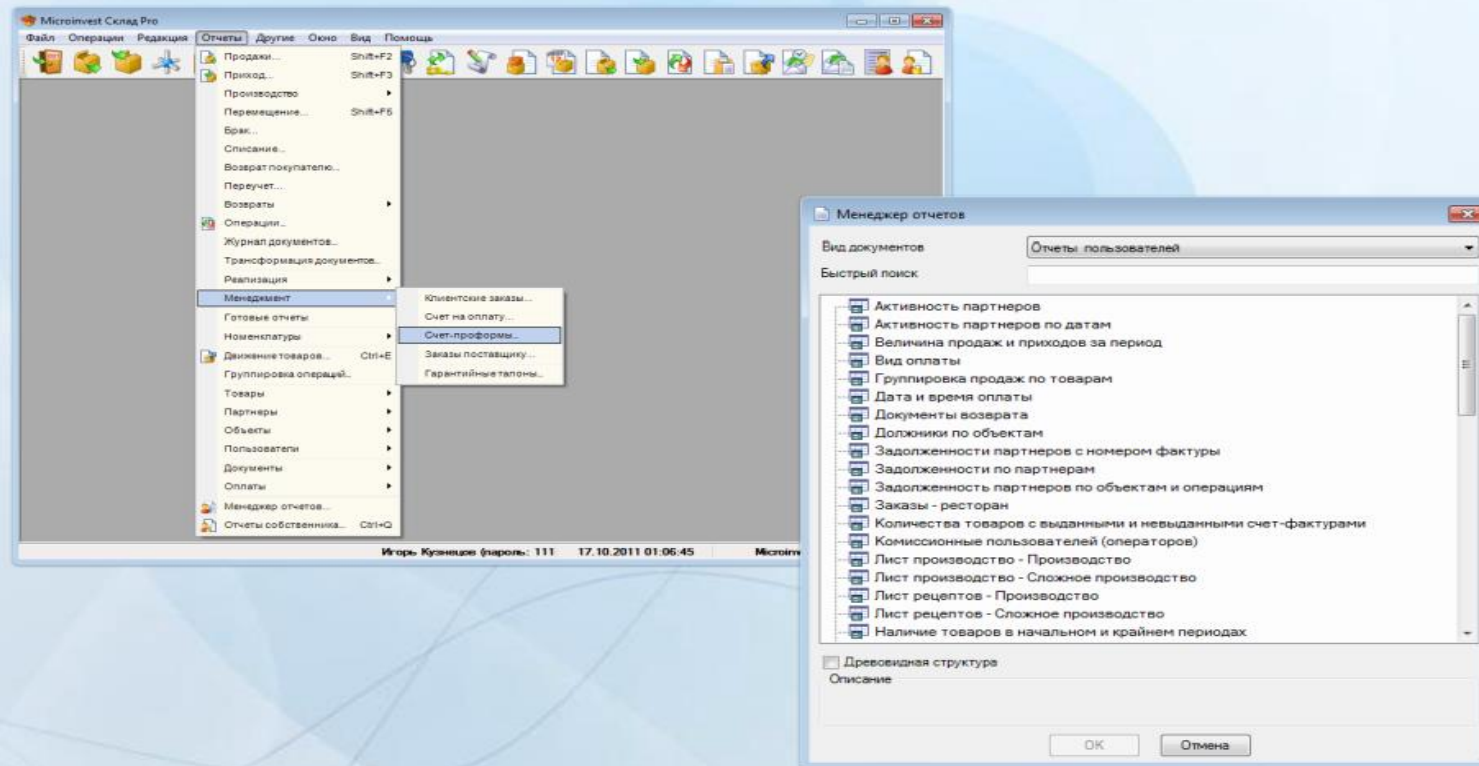 Microinvest Склад Pro
Файл Операции Редакция Отчеты Другие Окно Вид Помощь
Продажи... Shift+F2
Приход... Shift+F3
Производство
Перемещение... Shift+F5
Брак...
Списание...
Возврат покупателю...
Переучет...
Возвраты
Операции...
Журнал документов...
Трансформация документов...
Реализация
Менеджмент
Готовые отчеты
Номенклатуры
Движение товаров... Ctrl+E
Группировка операций...
Товары
Партнеры
Объекты
Пользователи
Документы
Оплаты
Менеджер отчетов...
Отчеты собственника... Ctrl+Q
Клиентские заказы...
Счет на оплату...
Счет-проформы...
Заказы поставщику...
Гарантийные талоны...
Игорь Кузнецов (пароль: 111 17.10.2011 01:06:45 Microinv
Менеджер отчетов
Вид документов Отчеты пользователей
Быстрый поиск
Активность партнеров
Активность партнеров по датам
Величина продаж и приходов за период
Вид оплаты
Группировка продаж по товарам
Дата и время оплаты
Документы возврата
Должники по объектам
Задолженности партнеров с номером фактуры
Задолженности по партнерам
Задолженность партнеров по объектам и операциям
Заказы - ресторан
Количества товаров с выданными и невыданными счет-фактурами
Комиссионные пользователей (операторов)
Лист производство - Производство
Лист производство - Сложное производство
Лист рецептов - Производство
Лист рецептов - Сложное производство
Наличие товаров в начальном и крайнем периодах
Древовидная структура
Описание
OK Отмена